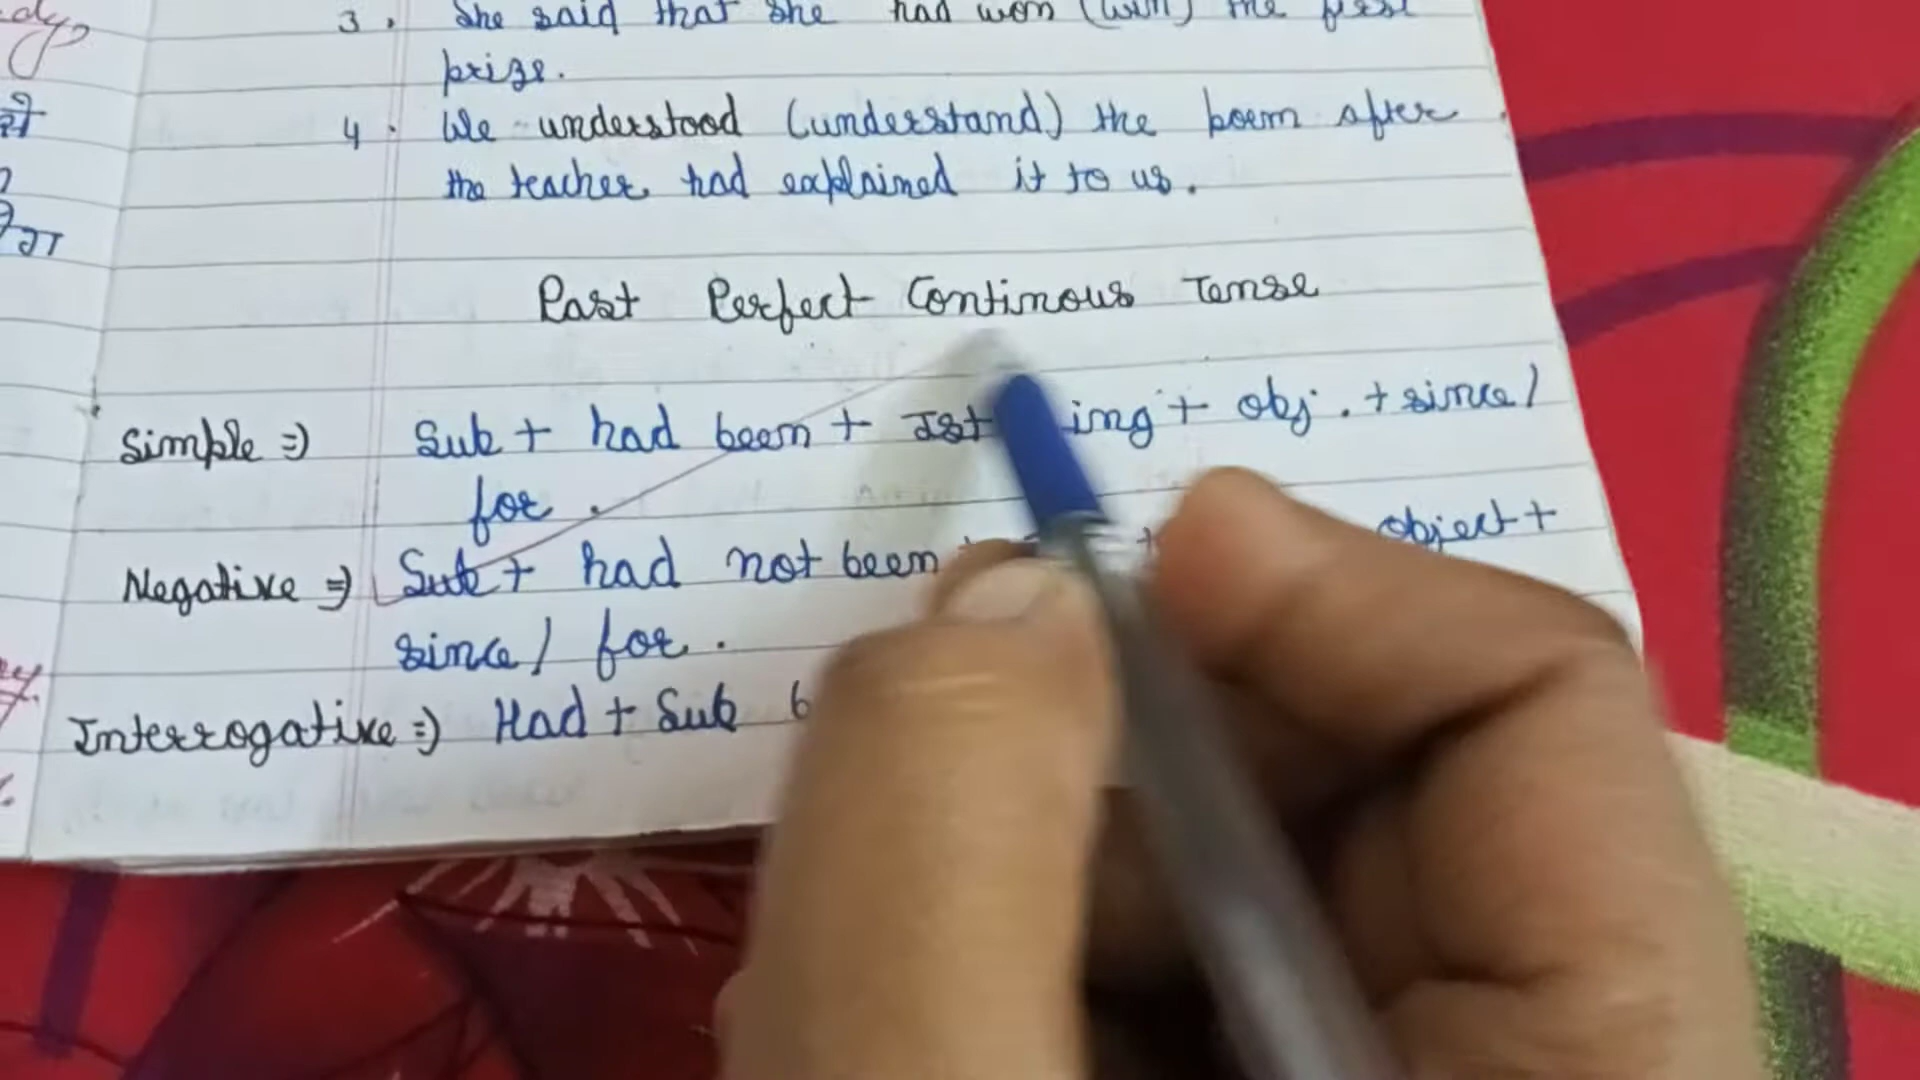 3. She said that she had won (win) the first
prize.
4. We understood (understand) the poem after
the teacher had explained it to us.
Past Perfect Continous Tense
Simple ⇒ Sub + had been + Ist ing + obj. + since/
for.
Negative ⇒ Sub + had not been + object +
since/ for.
Interrogative ⇒ Had + Sub